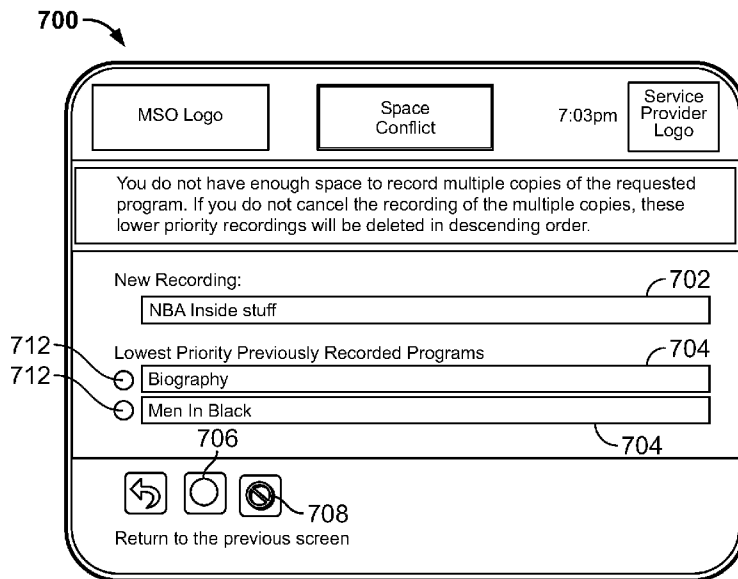 700
MSO Logo
Space
Conflict
7:03pm
Service
Provider
Logo
You do not have enough space to record multiple copies of the requested
program. If you do not cancel the recording of the multiple copies, these
lower priority recordings will be deleted in descending order.
New Recording:
702
NBA Inside stuff
712
Lowest Priority Previously Recorded Programs
704
712
Biography
Men In Black
706
704
708
Return to the previous screen